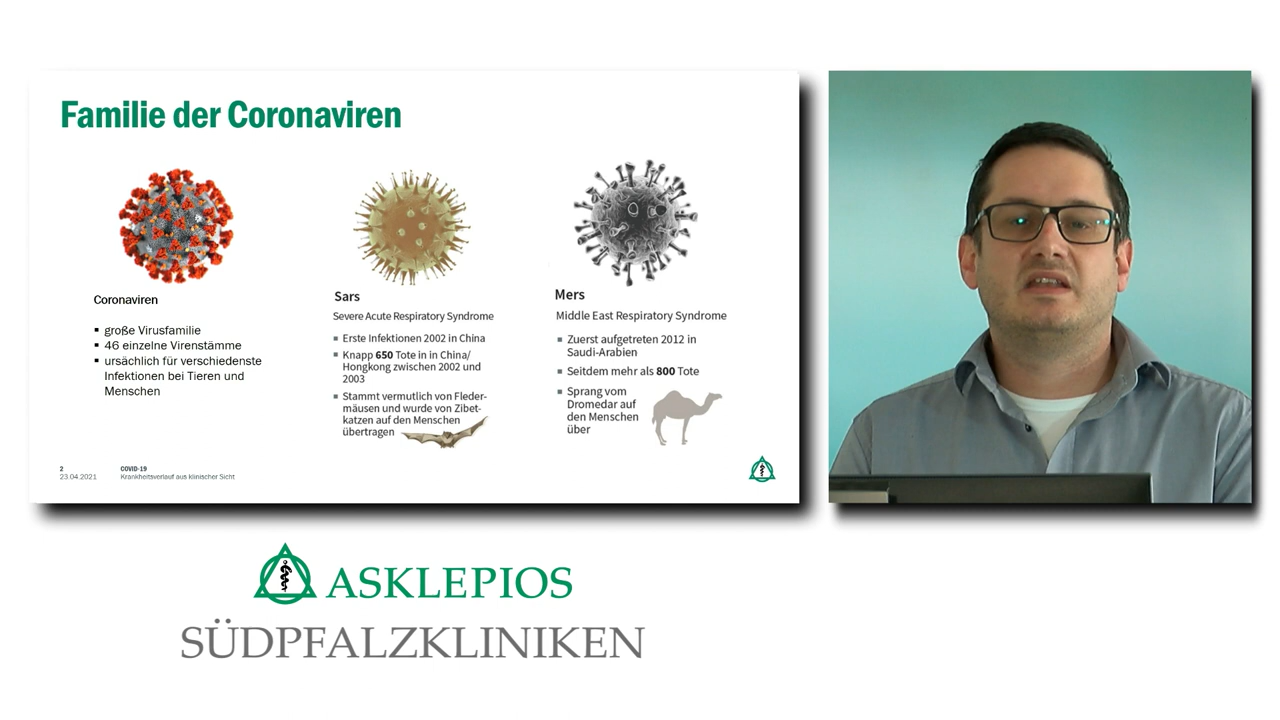 Familie der Coronaviren
Coronaviren
▪ große Virusfamilie
▪ 46 einzelne Virenstämme
▪ ursächlich für verschiedenste
Infektionen bei Tieren und
Menschen
Sars
Severe Acute Respiratory Syndrome
▪ Erste Infektionen 2002 in China
▪ Knapp 650 Tote in in China/
Hongkong zwischen 2002 und
2003
▪ Stammt vermutlich von Fleder-
mäusen und wurde von Zibet-
katzen auf den Menschen
übertragen
Mers
Middle East Respiratory Syndrome
▪ Zuerst aufgetreten 2012 in
Saudi-Arabien
▪ Seitdem mehr als 800 Tote
▪ Sprang vom
Dromedar auf
den Menschen
über
2
23.04.2021
COVID-19
Krankheitsverlauf aus klinischer Sicht
ASKLEPIOS
SÜDPFALZKLINIKEN